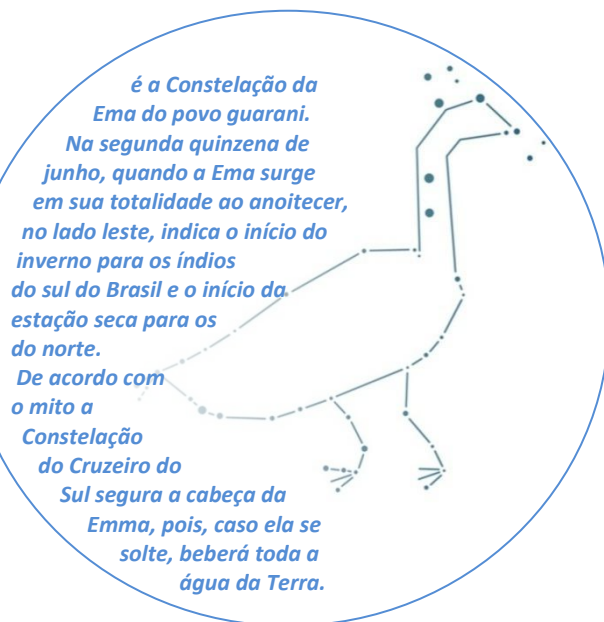 é a Constelação da
Ema do povo guarani.
Na segunda quinzena de
junho, quando a Ema surge
em sua totalidade ao anoitecer,
no lado leste, indica o início do
inverno para os índios
do sul do Brasil e o início da
estação seca para os
do norte.
De acordo com
o mito a
Constelação
do Cruzeiro do
Sul segura a cabeça da
Emma, pois, caso ela se
solte, beberá toda a
água da Terra.